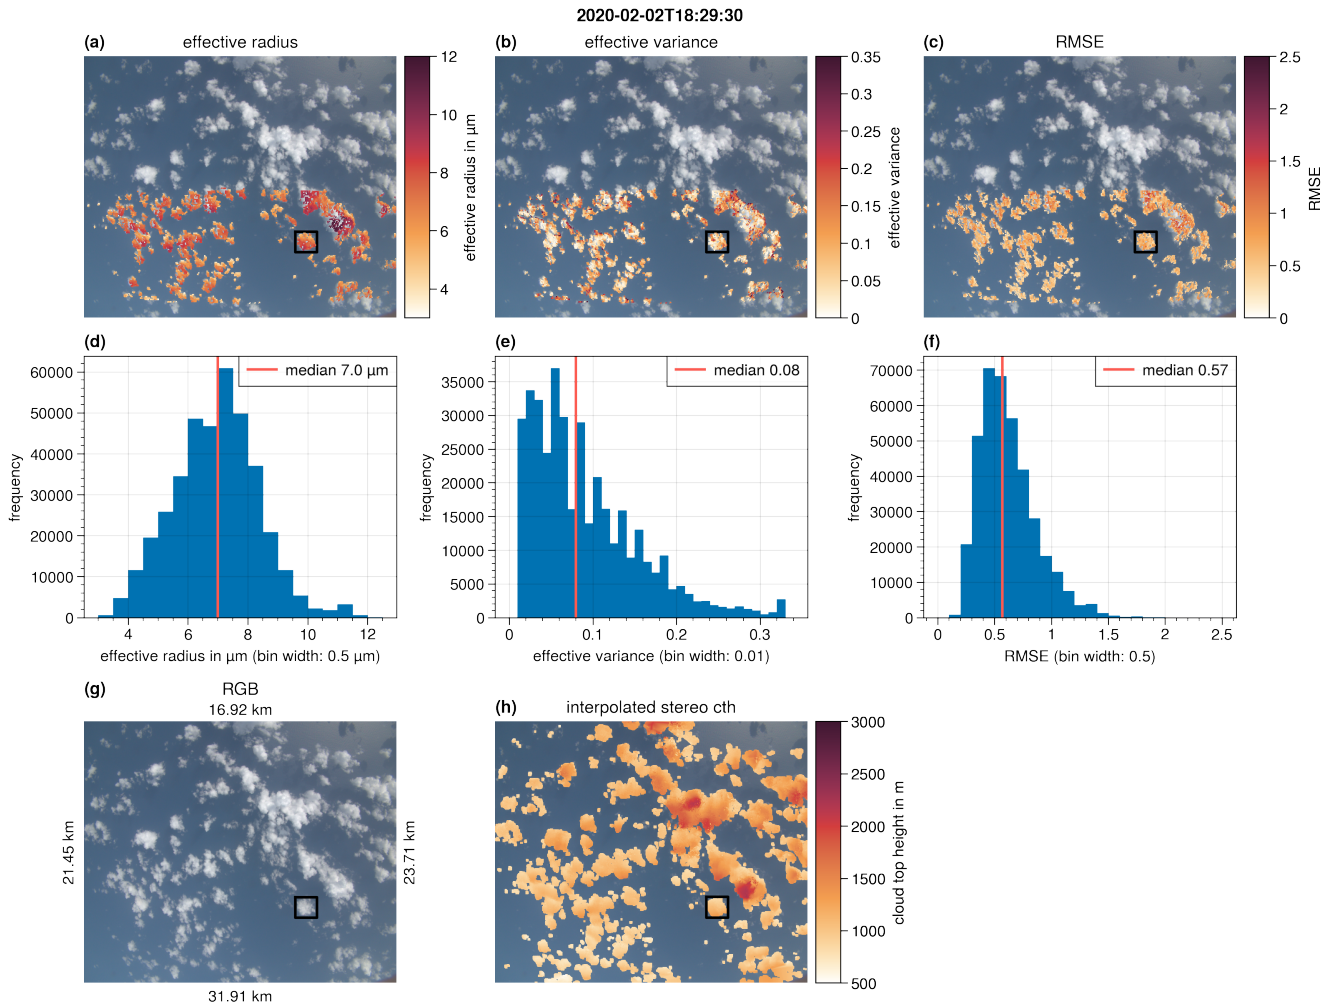 2020-02-02T18:29:30
(a) effective radius
(b) effective variance
(c) RMSE
12
10
8
6
4
effective radius in µm
0.35
0.3
0.25
0.2
0.15
0.1
0.05
0
effective variance
2.5
2
1.5
1
0.5
0
RMSE
(d)
median 7.0 µm
60000
50000
40000
30000
20000
10000
0
frequency
4 6 8 10 12
effective radius in µm (bin width: 0.5 µm)
(e)
median 0.08
35000
30000
25000
20000
15000
10000
5000
0
frequency
0 0.1 0.2 0.3
effective variance (bin width: 0.01)
(f)
median 0.57
70000
60000
50000
40000
30000
20000
10000
0
frequency
0 0.5 1 1.5 2 2.5
RMSE (bin width: 0.5)
(g) RGB
16.92 km
21.45 km
23.71 km
31.91 km
(h) interpolated stereo cth
3000
2500
2000
1500
1000
500
cloud top height in m